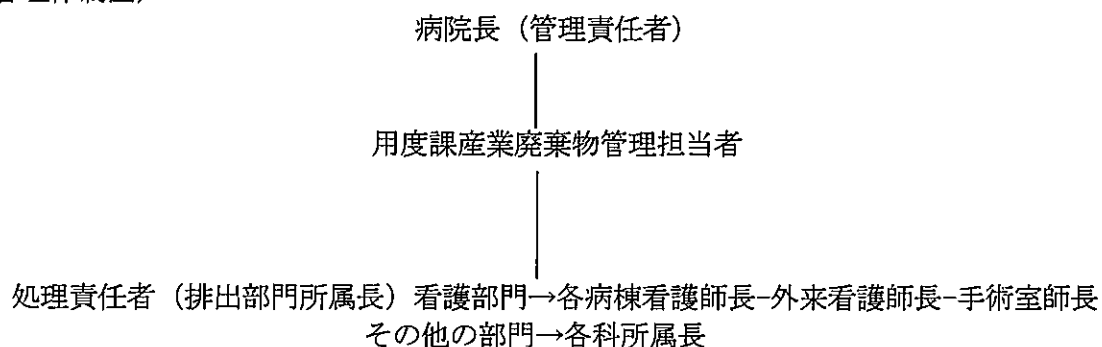 病院長（管理責任者）
用度課産業廃棄物管理担当者
処理責任者（排出部門所属長）看護部門→各病棟看護師長-外来看護師長-手術室師長
その他の部門→各科所属長